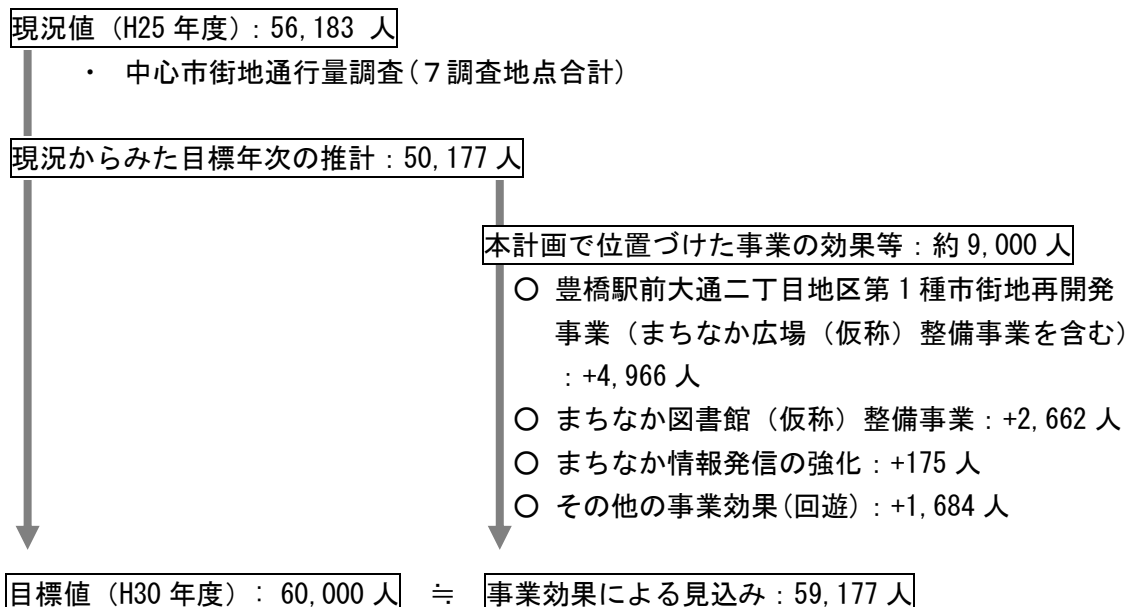 現況値（H25 年度）：56,183 人
・ 中心市街地通行量調査（７調査地点合計）
現況からみた目標年次の推計：50,177 人
本計画で位置づけた事業の効果等：約 9,000 人
○ 豊橋駅前大通二丁目地区第 1 種市街地再開発
事業（まちなか広場（仮称）整備事業を含む）
：+4,966 人
○ まちなか図書館（仮称）整備事業：+2,662 人
○ まちなか情報発信の強化：+175 人
○ その他の事業効果（回遊）：+1,684 人
目標値（H30 年度）：60,000 人 ≒ 事業効果による見込み：59,177 人